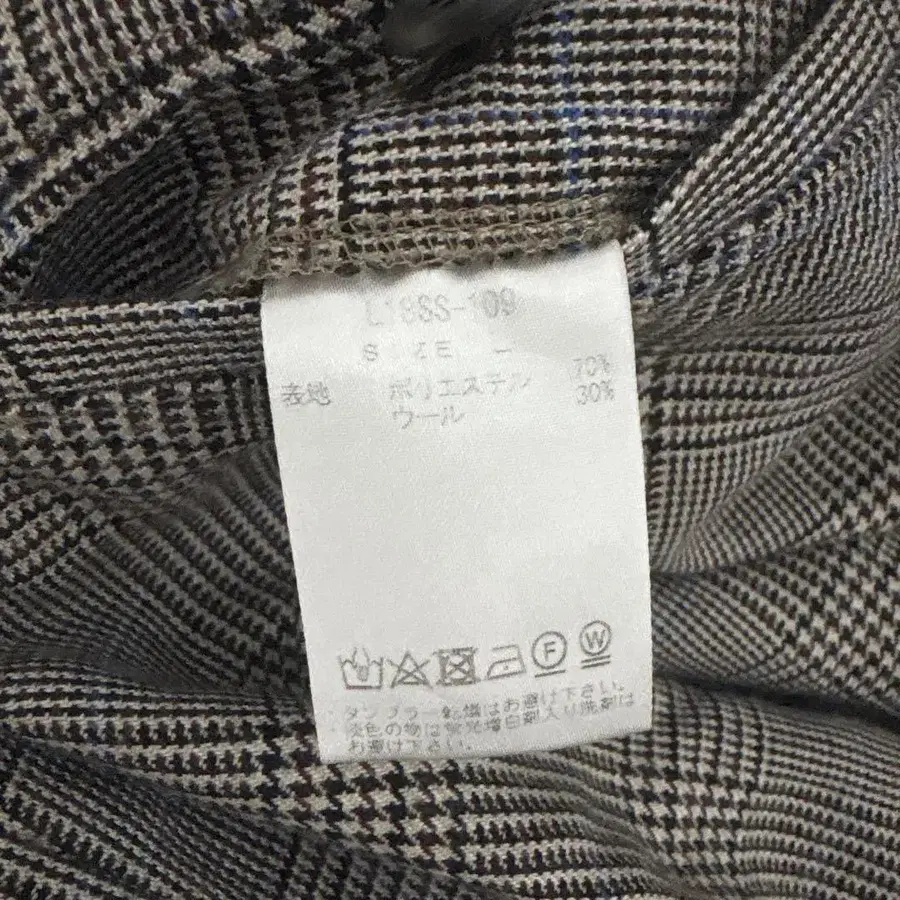 L18SS-109
SIZE -
表地 ポリエステル 70%
ウール 30%
F W
タンブラー乾燥はお避け下さい。
淡色の物は蛍光増白剤入り洗剤は
お避け下さい。